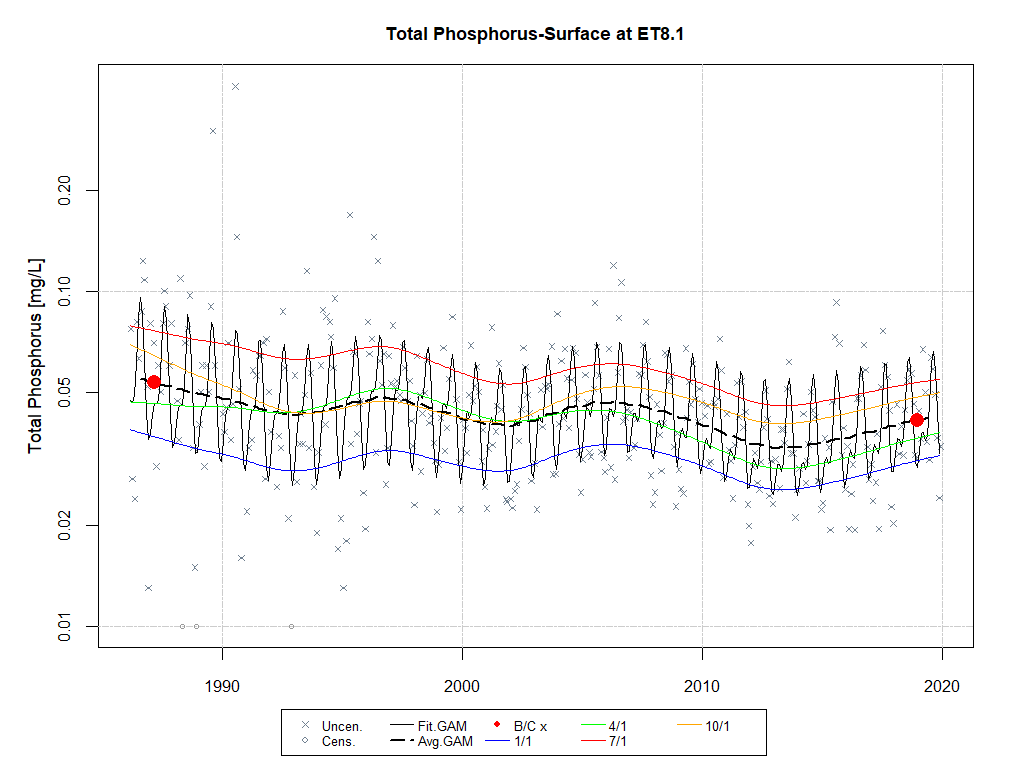 Total Phosphorus-Surface at ET8.1
Total Phosphorus [mg/L]
0.20
0.10
0.05
0.02
0.01
1990 2000 2010 2020
Uncen. Fit.GAM B/C x 4/1 10/1
Cens. Avg.GAM 1/1 7/1